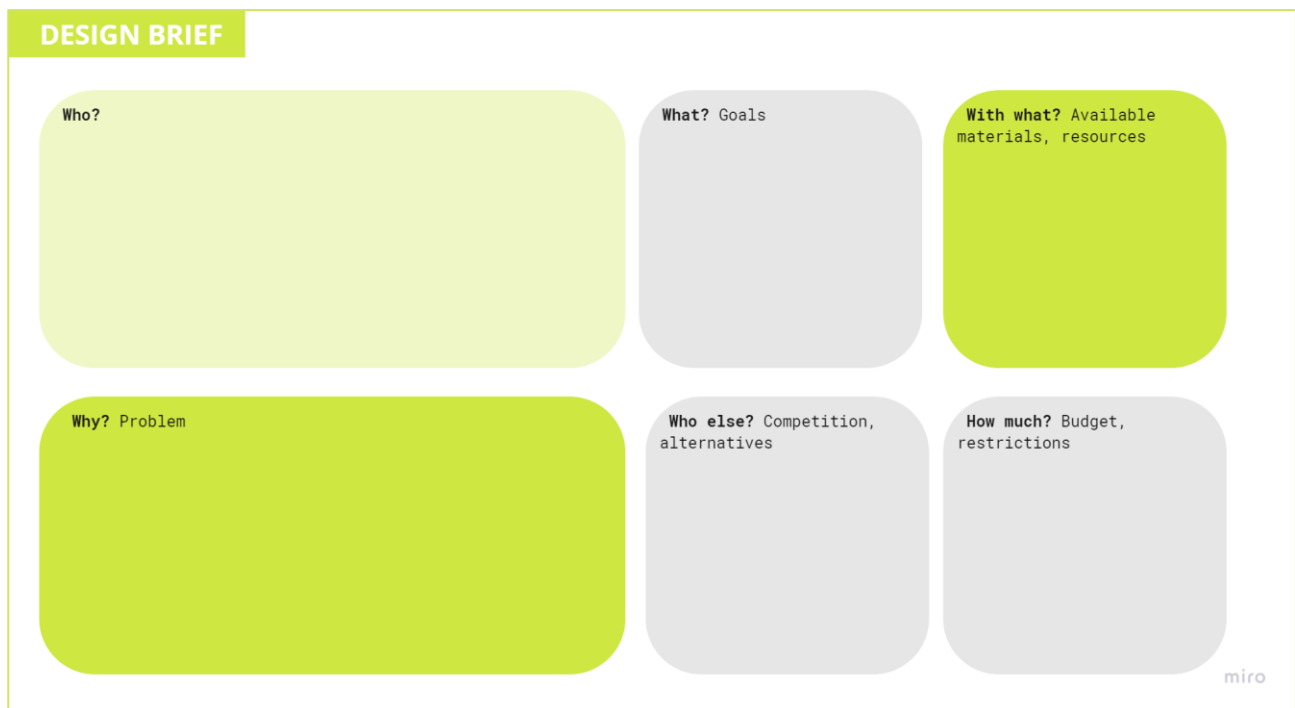 DESIGN BRIEF
Who?
What? Goals
With what? Available
materials, resources
Why? Problem
Who else? Competition,
alternatives
How much? Budget,
restrictions
miro